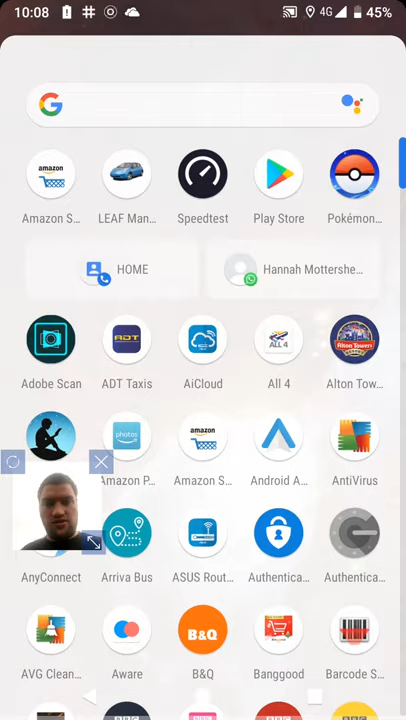 10:08 4G 45%
amazon
Amazon S... LEAF Man... Speedtest Play Store Pokémon...
HOME Hannah Mottershe...
ADT ALL 4
Adobe Scan ADT Taxis AiCloud All 4 Alton Tow...
photos amazon
Amazon P... Amazon S... Android A... AntiVirus
AnyConnect Arriva Bus ASUS Rout... Authentica... Authentica...
B&Q
AVG Clean... Aware B&Q Banggood Barcode S...